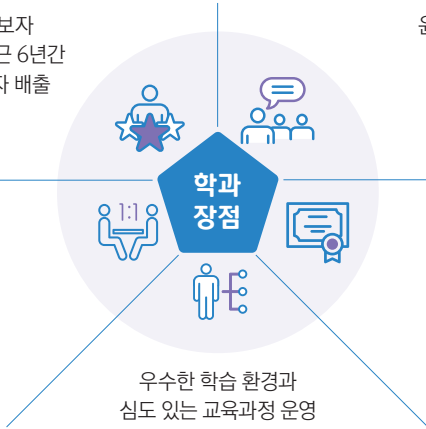 보자
근 6년간
자 배출
1:1
학과
장점
우수한 학습 환경과
심도 있는 교육과정 운영